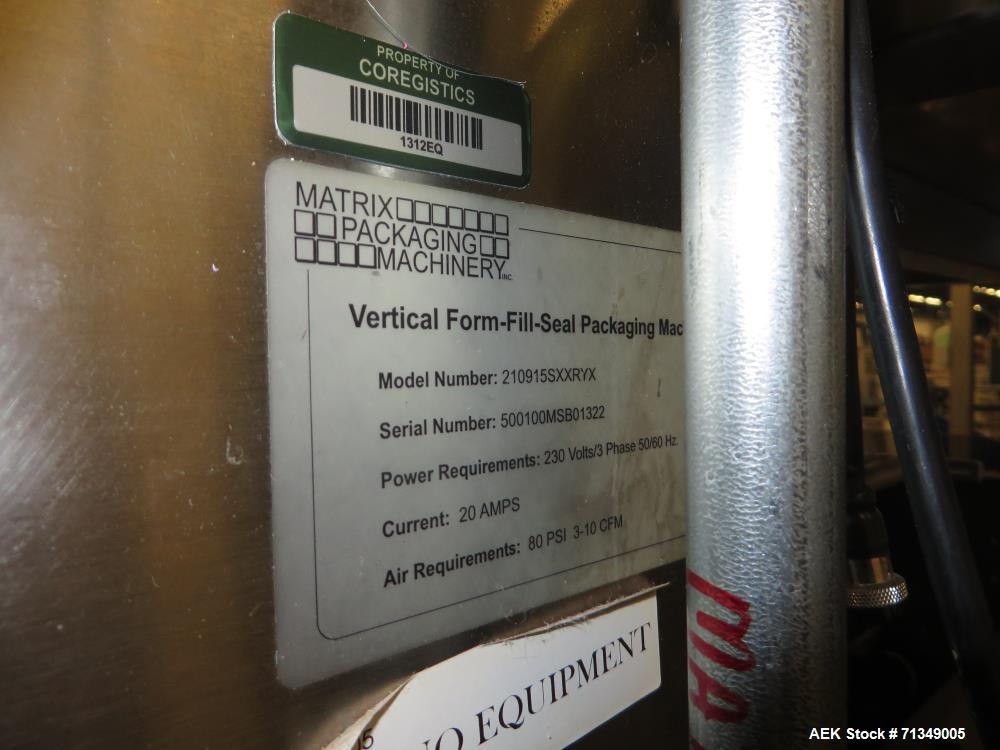 PROPERTY OF
COREGISTICS
1312EQ
MATRIX
PACKAGING
MACHINERY INC.
Vertical Form-Fill-Seal Packaging Mac
Model Number: 210915SXXRYX
Serial Number: 500100MSB01322
Power Requirements: 230 Volts/3 Phase 50/60 Hz.
Current: 20 AMPS
Air Requirements: 80 PSI 3-10 CFM
EQUIPMENT
AEK Stock #71349005